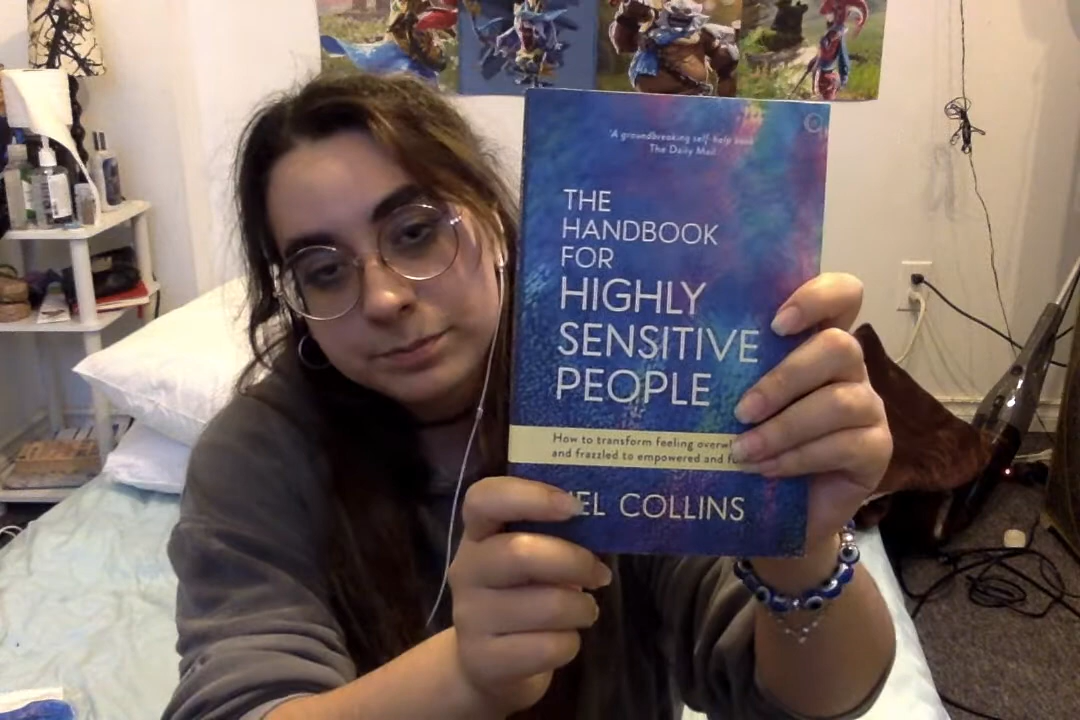 'A groundbreaking self-help book'
The Daily Mail
THE
HANDBOOK
FOR
HIGHLY
SENSITIVE
PEOPLE
How to transform feeling
and frazzled to empowered and
COLLINS